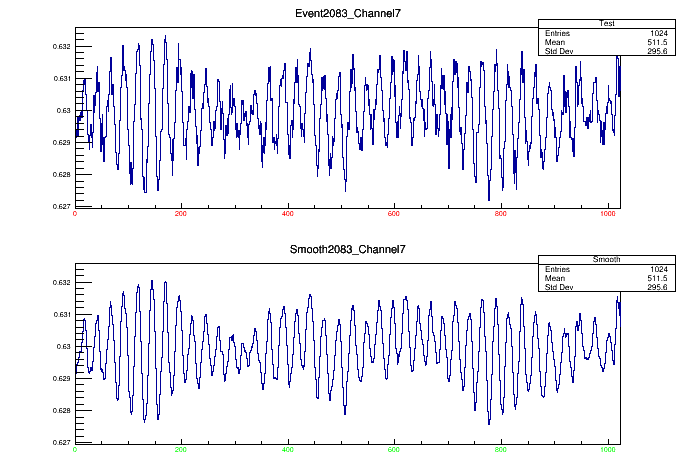 Event2083_Channel7
Test
Entries 1024
Mean 511.5
Std Dev 295.6
0.632
0.631
0.63
0.629
0.628
0.627
0 200 400 600 800 1000
Smooth2083_Channel7
Smooth
Entries 1024
Mean 511.5
Std Dev 295.6
0.632
0.631
0.63
0.629
0.628
0.627
0 200 400 600 800 1000